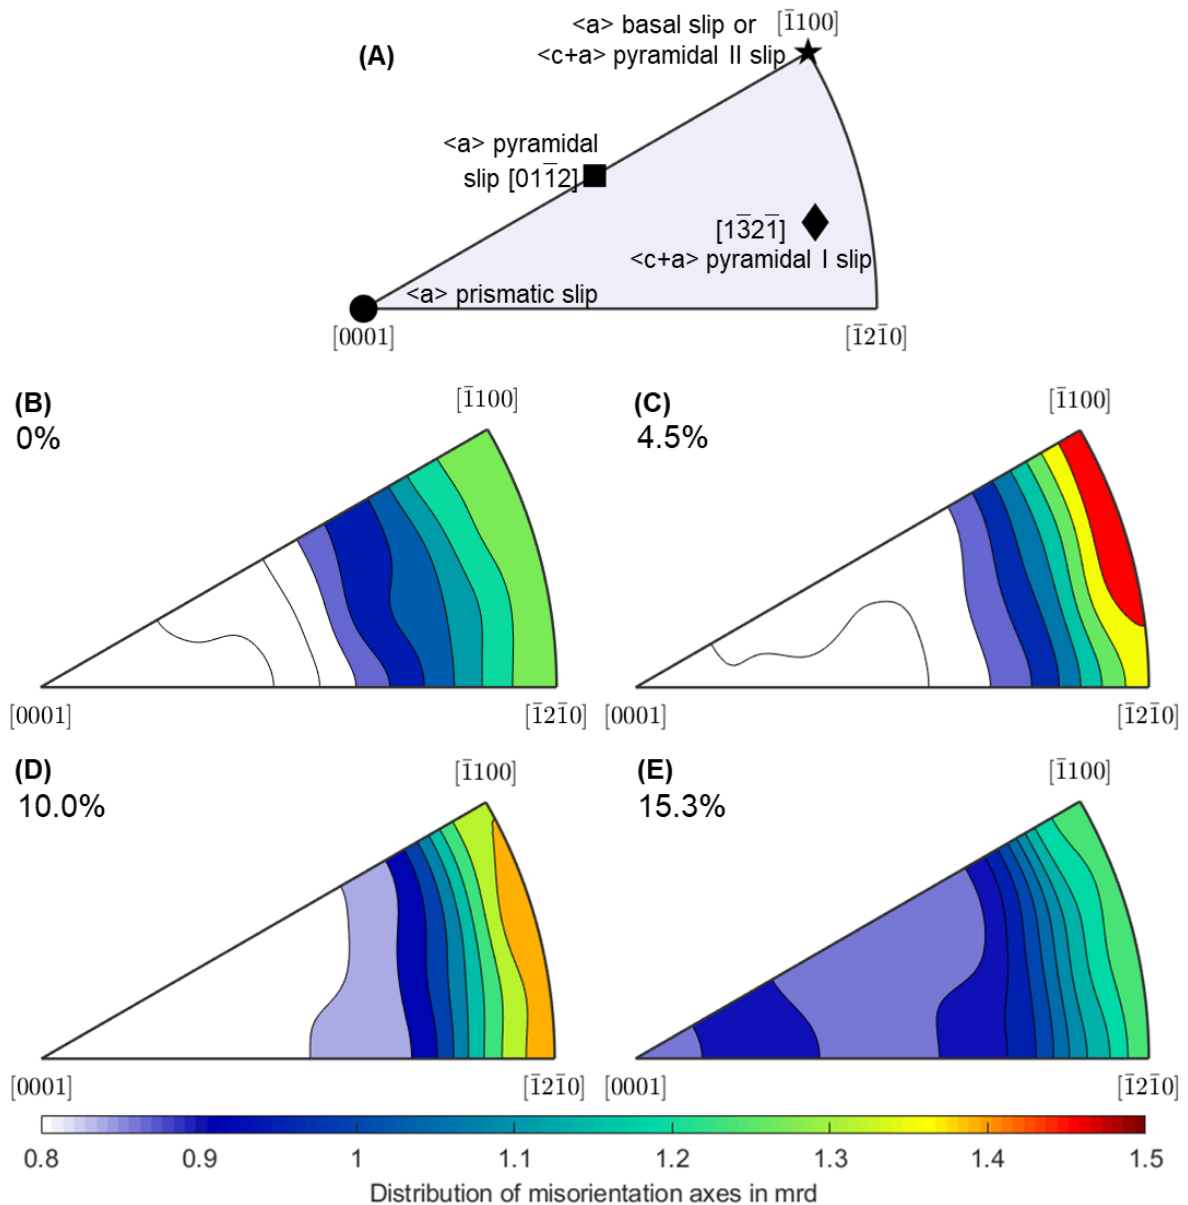 (A)
<a> basal slip or [1̅100]
<c+a> pyramidal II slip
<a> pyramidal
slip [011̅2]
[13̅21̅]
<c+a> pyramidal I slip
<a> prismatic slip
[0001]
[1̅21̅0]
(B)
0%
[1̅100]
[0001]
[1̅21̅0]
(C)
4.5%
[1̅100]
[0001]
[1̅21̅0]
(D)
10.0%
[1̅100]
[0001]
[1̅21̅0]
(E)
15.3%
[1̅100]
[0001]
[1̅21̅0]
0.8 0.9 1 1.1 1.2 1.3 1.4 1.5
Distribution of misorientation axes in mrd